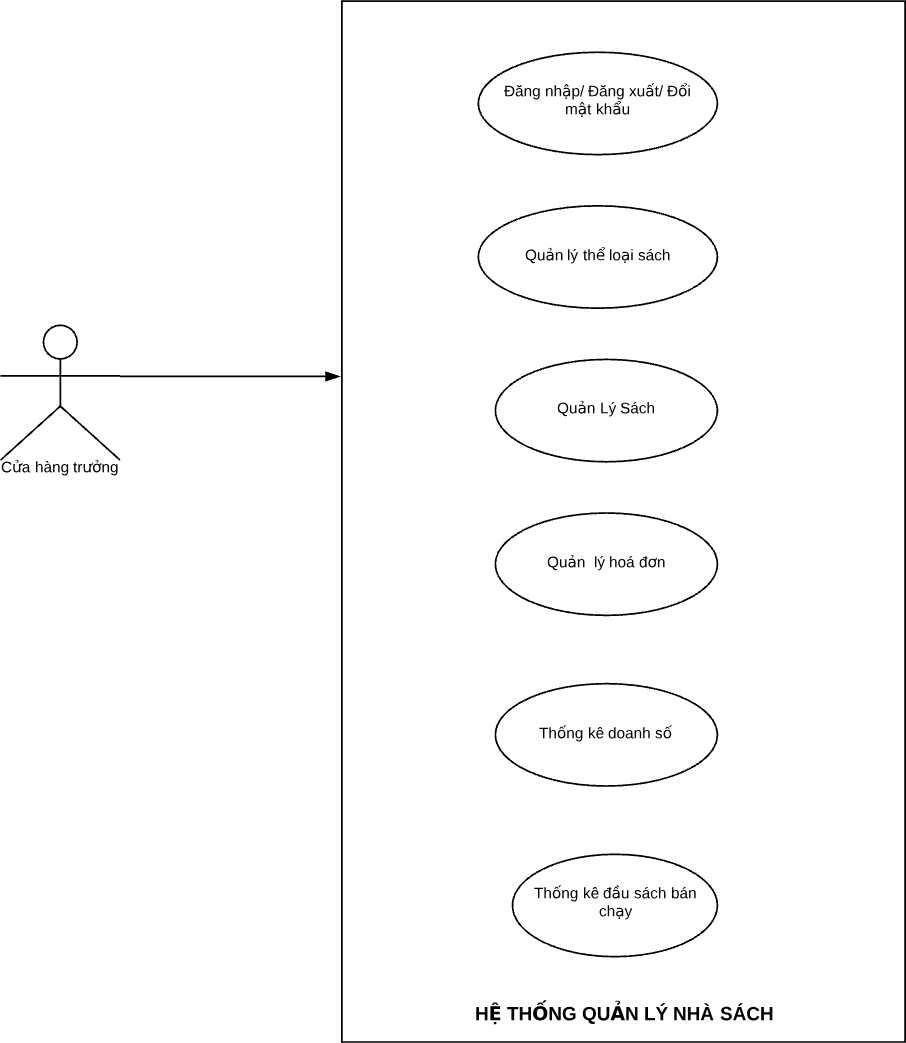 Đăng nhập/ Đăng xuất/ Đổi
mật khẩu
Quản lý thể loại sách
Quản Lý Sách
Cửa hàng trưởng
Quản  lý hoá đơn
Thống kê doanh số
Thống kê đầu sách bán
chạy
HỆ THỐNG QUẢN LÝ NHÀ SÁCH